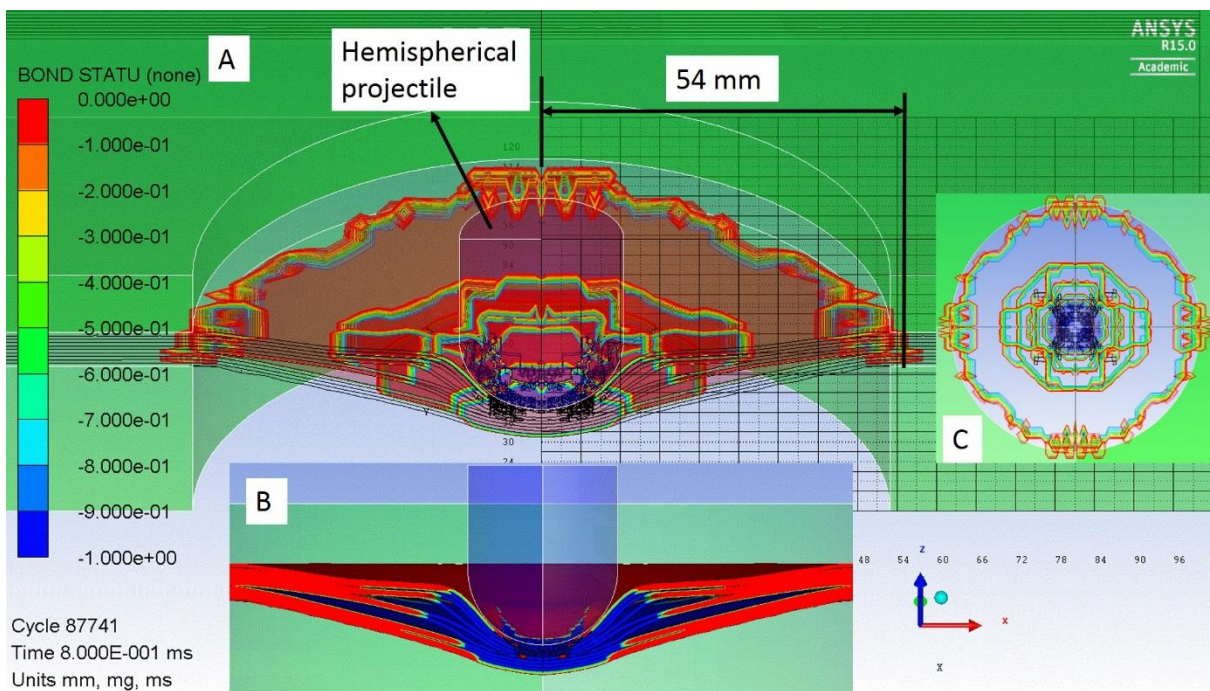 A
ANSYS
R15.0
Academic
BOND STATU (none)
0.000e+00
-1.000e-01
-2.000e-01
-3.000e-01
-4.000e-01
-5.000e-01
-6.000e-01
-7.000e-01
-8.000e-01
-9.000e-01
-1.000e+00
Hemispherical
projectile
54 mm
120
90
84
30
24
C
B
48 54 60 66 72 78 84 90 96
z
x
X
Cycle 87741
Time 8.000E-001 ms
Units mm, mg, ms